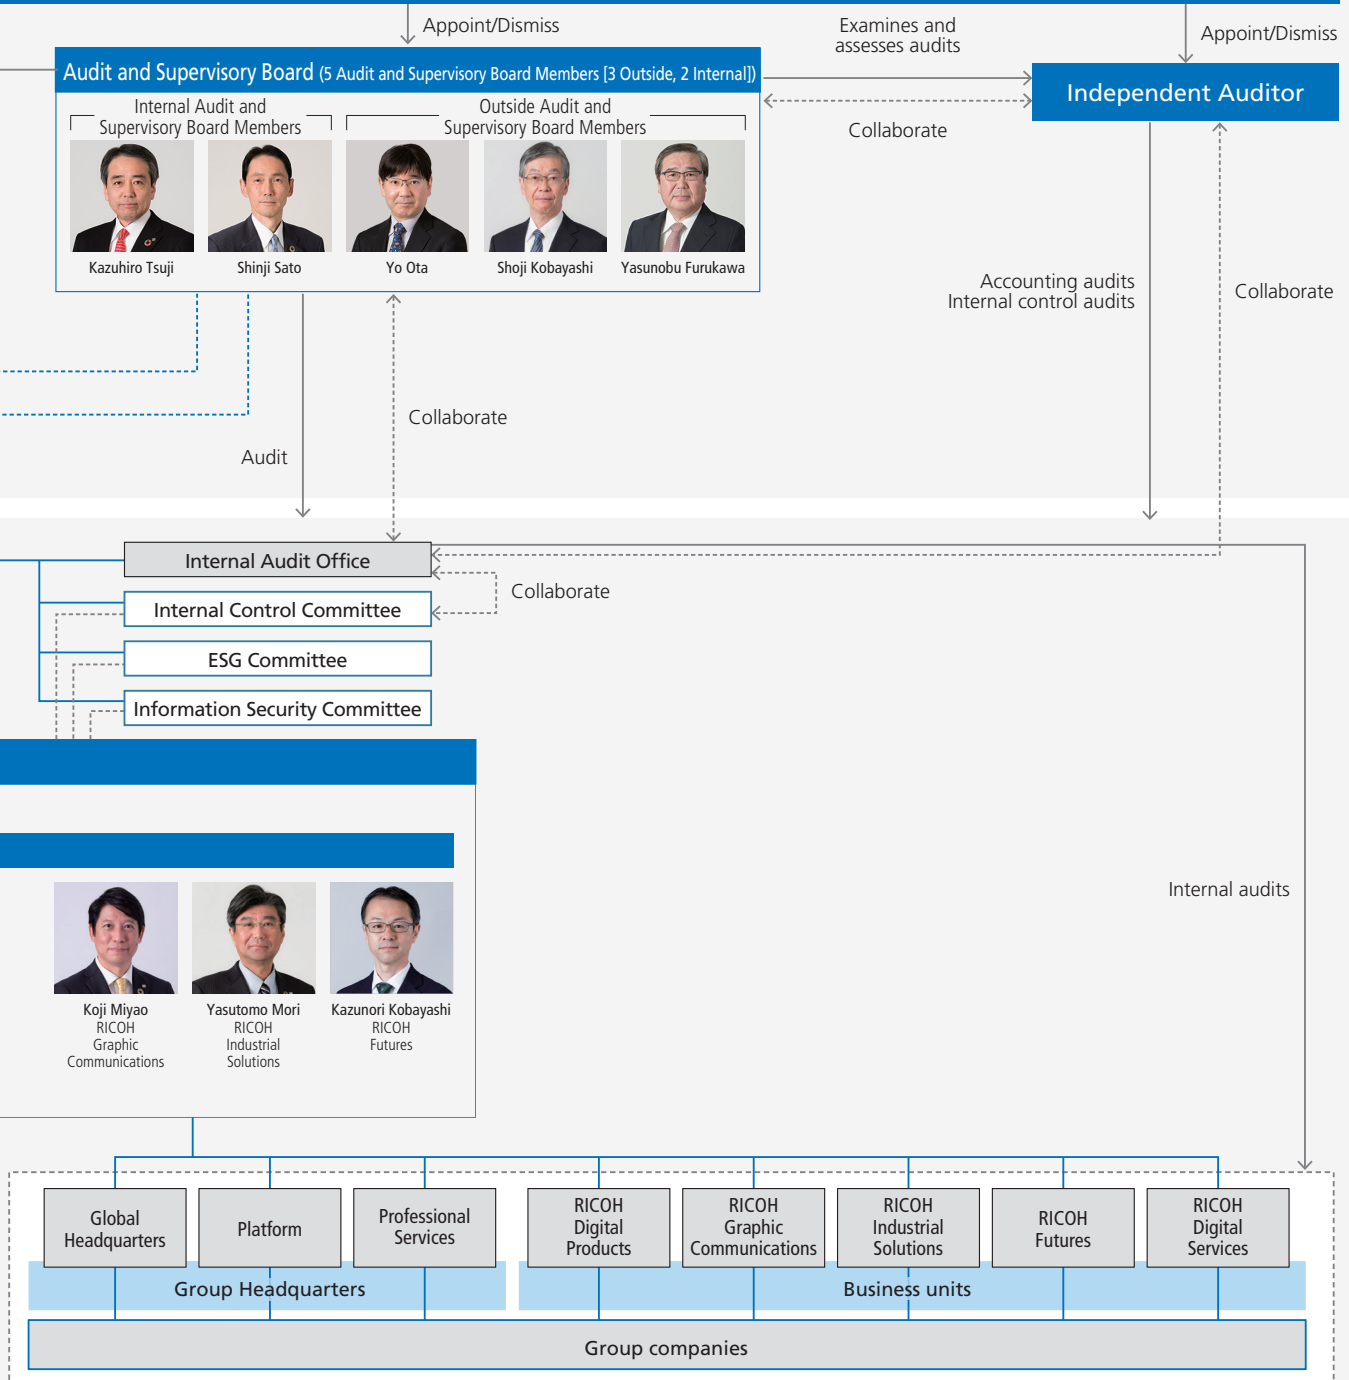 Appoint/Dismiss
Examines and
assesses audits
Appoint/Dismiss
Audit and Supervisory Board (5 Audit and Supervisory Board Members [3 Outside, 2 Internal])
Independent Auditor
Internal Audit and
Supervisory Board Members
Outside Audit and
Supervisory Board Members
Collaborate
Kazuhiro Tsuji
Shinji Sato
Yo Ota
Shoji Kobayashi
Yasunobu Furukawa
Accounting audits
Internal control audits
Collaborate
Collaborate
Audit
Internal Audit Office
Collaborate
Internal Control Committee
ESG Committee
Information Security Committee
Internal audits
Koji Miyao
RICOH
Graphic
Communications
Yasutomo Mori
RICOH
Industrial
Solutions
Kazunori Kobayashi
RICOH
Futures
Global
Headquarters
Platform
Professional
Services
RICOH
Digital
Products
RICOH
Graphic
Communications
RICOH
Industrial
Solutions
RICOH
Futures
RICOH
Digital
Services
Group Headquarters
Business units
Group companies